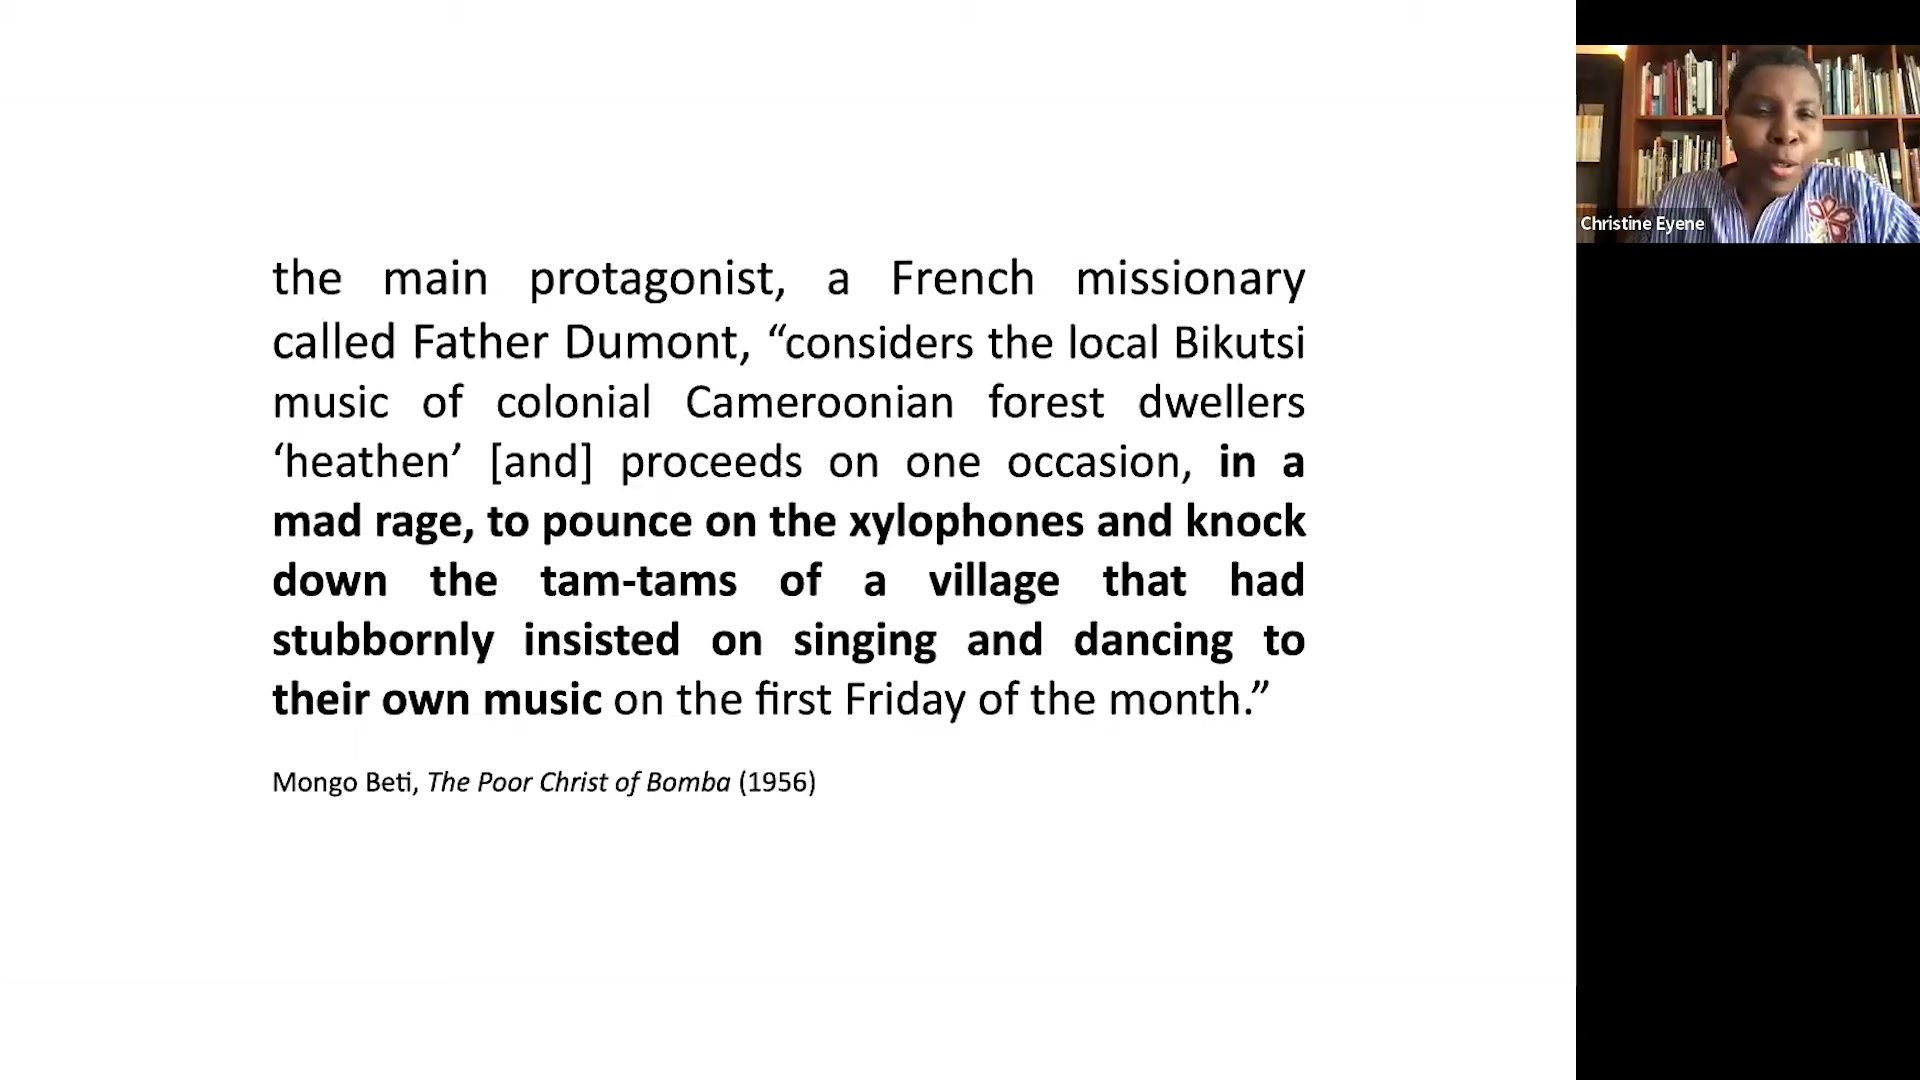 the main protagonist, a French missionary
called Father Dumont, “considers the local Bikutsi
music of colonial Cameroonian forest dwellers
‘heathen’ [and] proceeds on one occasion, in a
mad rage, to pounce on the xylophones and knock
down the tam-tams of a village that had
stubbornly insisted on singing and dancing to
their own music on the first Friday of the month.”
Mongo Beti, The Poor Christ of Bomba (1956)
Christine Eyene